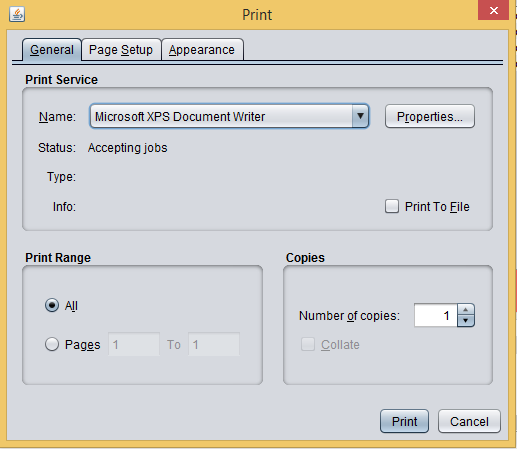 Print
General Page Setup Appearance
Print Service
Name: Microsoft XPS Document Writer Properties...
Status: Accepting jobs
Type:
Info: Print To File
Print Range
All
Pages 1 To 1
Copies
Number of copies: 1
Collate
Print Cancel